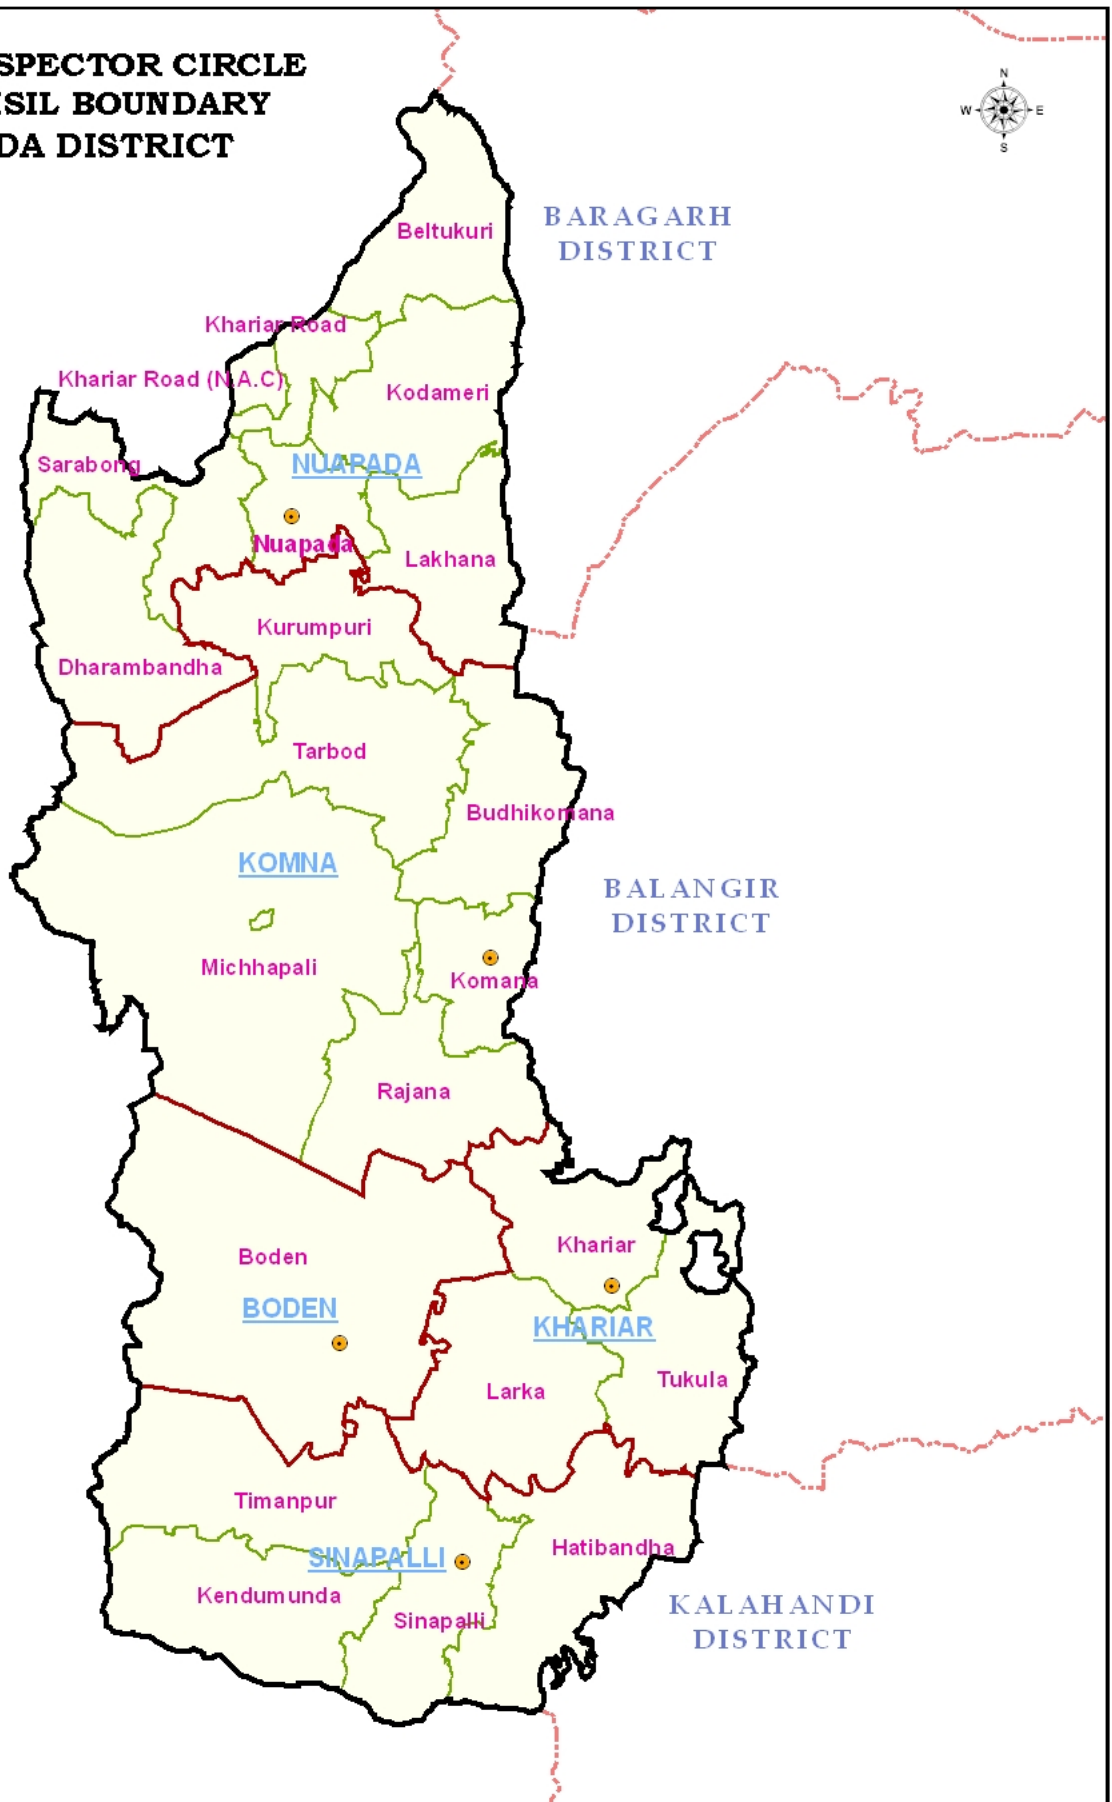 SPECTOR CIRCLE
SIL BOUNDARY
DA DISTRICT
N
W E
S
BARAGARH
DISTRICT
Beltukuri
Khariar Road
Khariar Road (N.A.C)
Kodameri
Sarabong
NUAPADA
Nuapada
Lakhana
Kurumpuri
Dharambandha
Tarbod
Budhikomana
KOMNA
BALANGIR
DISTRICT
Michhapali
Komana
Rajana
Khariar
Boden
BODEN
KHARIAR
Tukula
Larka
Timanpur
Hatibandha
SINAPALLI
Kendumunda
Sinapalli
KALAHANDI
DISTRICT